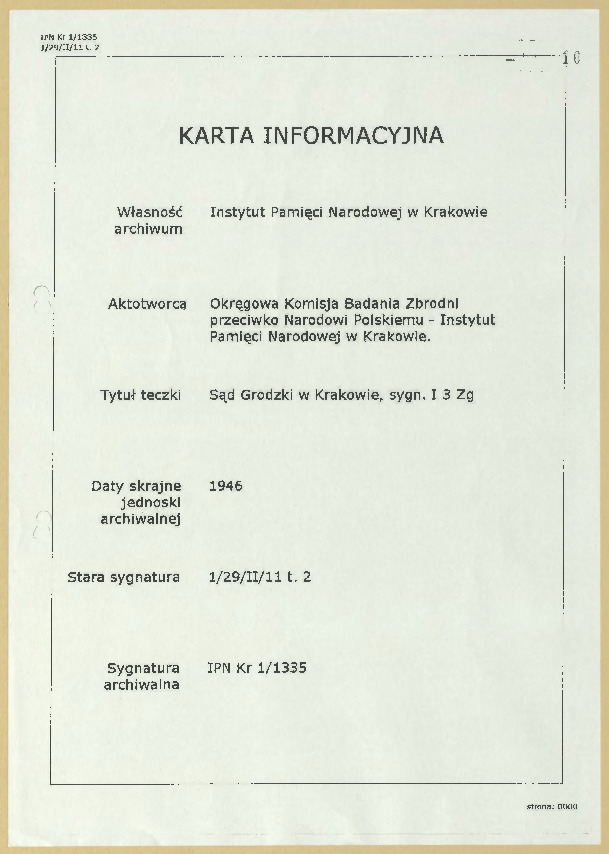 IPN Kr 1/1335
1/29/II/11 t. 2
10
KARTA INFORMACYJNA
Własność archiwum
Instytut Pamięci Narodowej w Krakowie
Aktotworca
Okręgowa Komisja Badania Zbrodni
przeciwko Narodowi Polskiemu - Instytut
Pamięci Narodowej w Krakowie.
Tytuł teczki
Sąd Grodzki w Krakowie, sygn. I 3 Zg
Daty skrajne
jednoski
archiwalnej
1946
Stara sygnatura
1/29/II/11 t. 2
Sygnatura
archiwalna
IPN Kr 1/1335
strona: